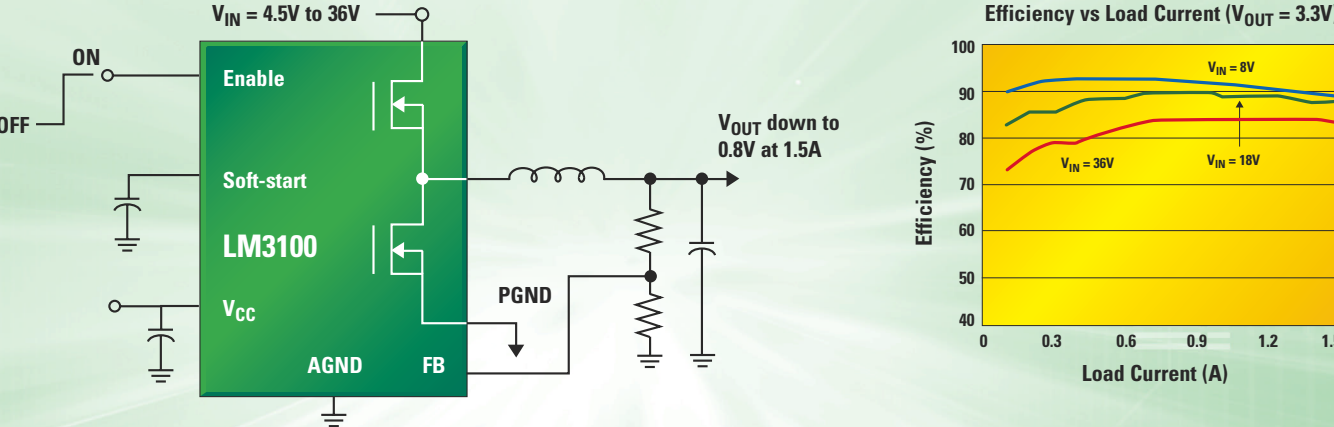 V_IN = 4.5V to 36V
ON
OFF
Enable
Soft-start
LM3100
V_CC
AGND
FB
PGND
V_OUT down to
0.8V at 1.5A
Efficiency vs Load Current (V_OUT = 3.3V)
Efficiency (%)
100
90
80
70
60
50
40
V_IN = 8V
V_IN = 36V
V_IN = 18V
0
0.3
0.6
0.9
1.2
Load Current (A)